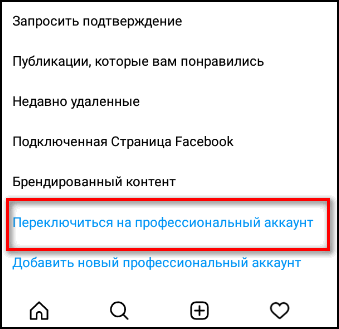 Запросить подтверждение
Публикации, которые вам понравились
Недавно удаленные
Подключенная Страница Facebook
Брендированный контент
Переключиться на профессиональный аккаунт
Добавить новый профессиональный аккаунт